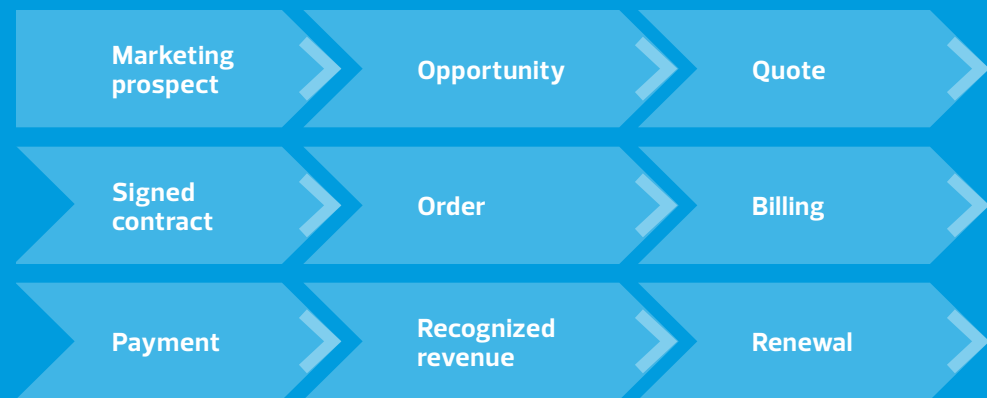 Marketing
prospect
Opportunity
Quote
Signed
contract
Order
Billing
Payment
Recognized
revenue
Renewal